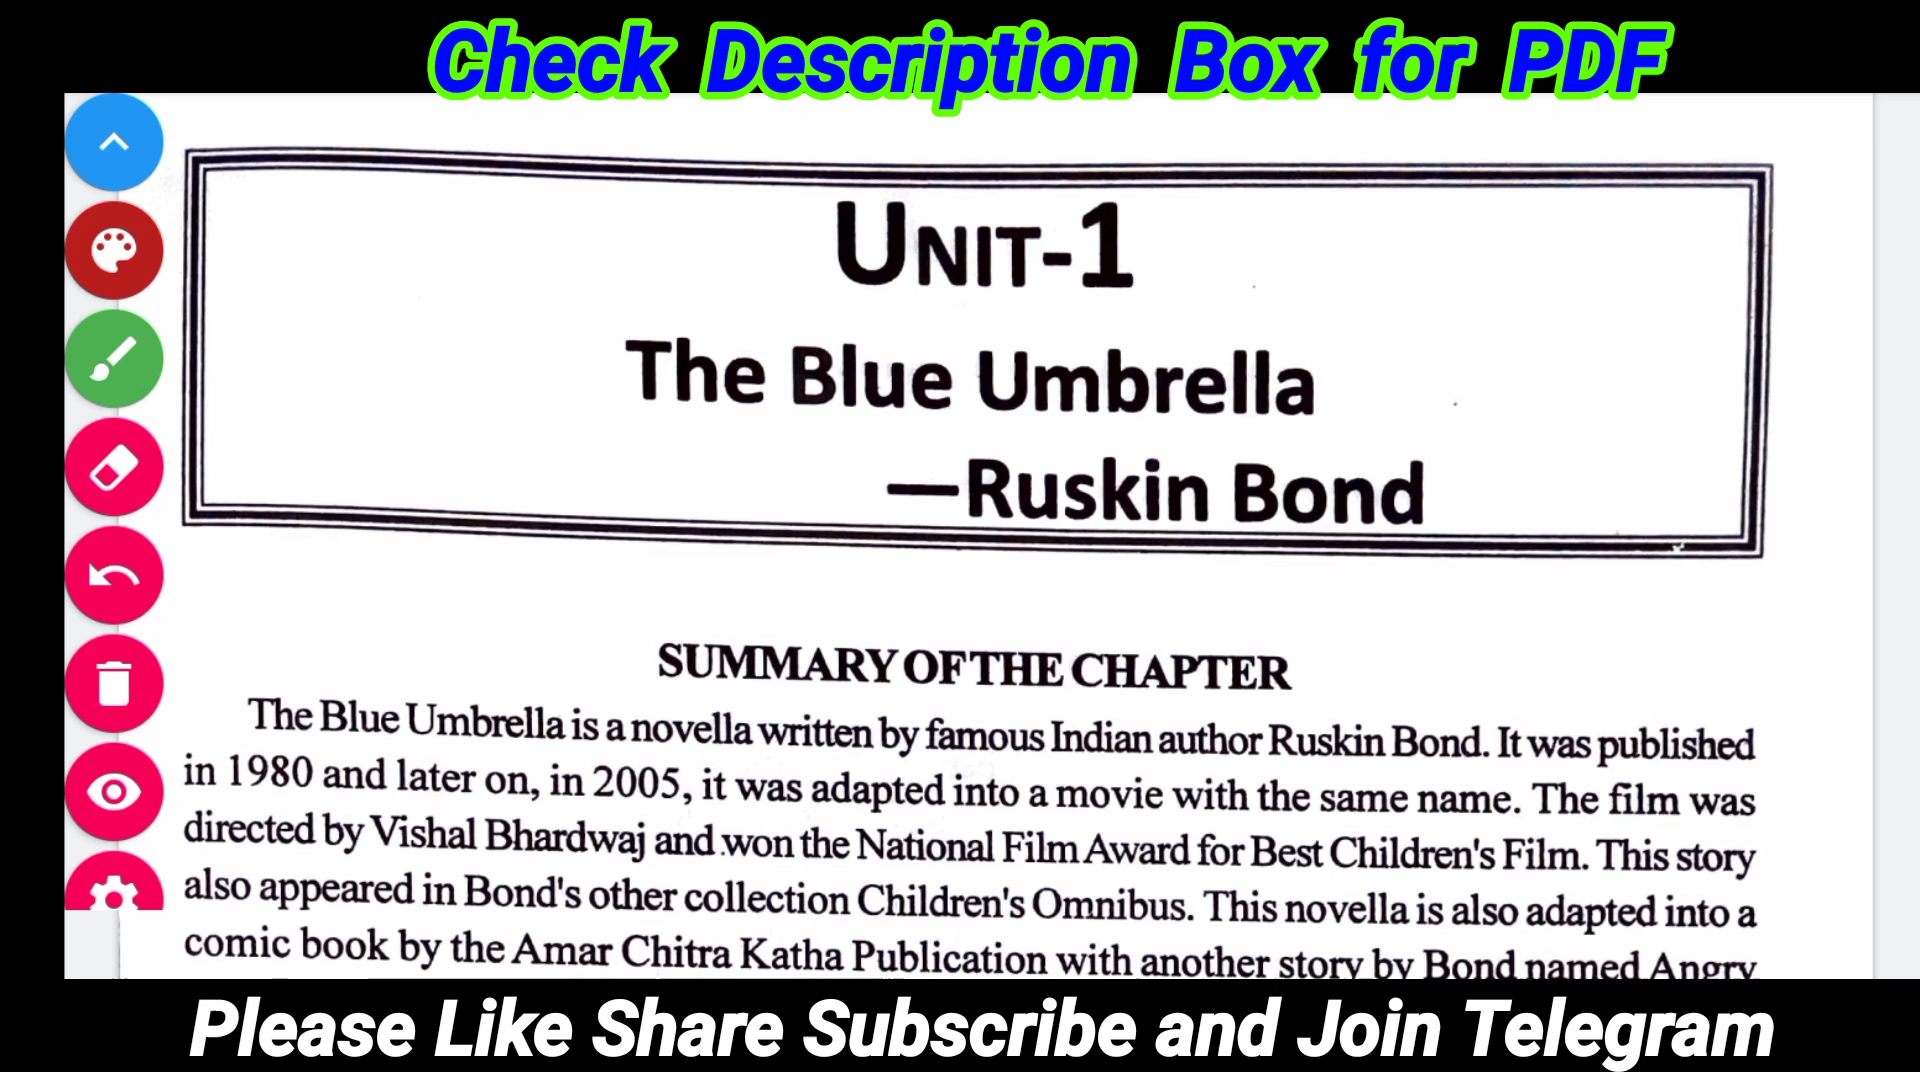 Check Description Box for PDF
UNIT-1
The Blue Umbrella
—Ruskin Bond
SUMMARY OF THE CHAPTER
The Blue Umbrella is a novella written by famous Indian author Ruskin Bond. It was published
in 1980 and later on, in 2005, it was adapted into a movie with the same name. The film was
directed by Vishal Bhardwaj and won the National Film Award for Best Children's Film. This story
also appeared in Bond's other collection Children's Omnibus. This novella is also adapted into a
comic book by the Amar Chitra Katha Publication with another story by Bond named Angry
Please Like Share Subscribe and Join Telegram